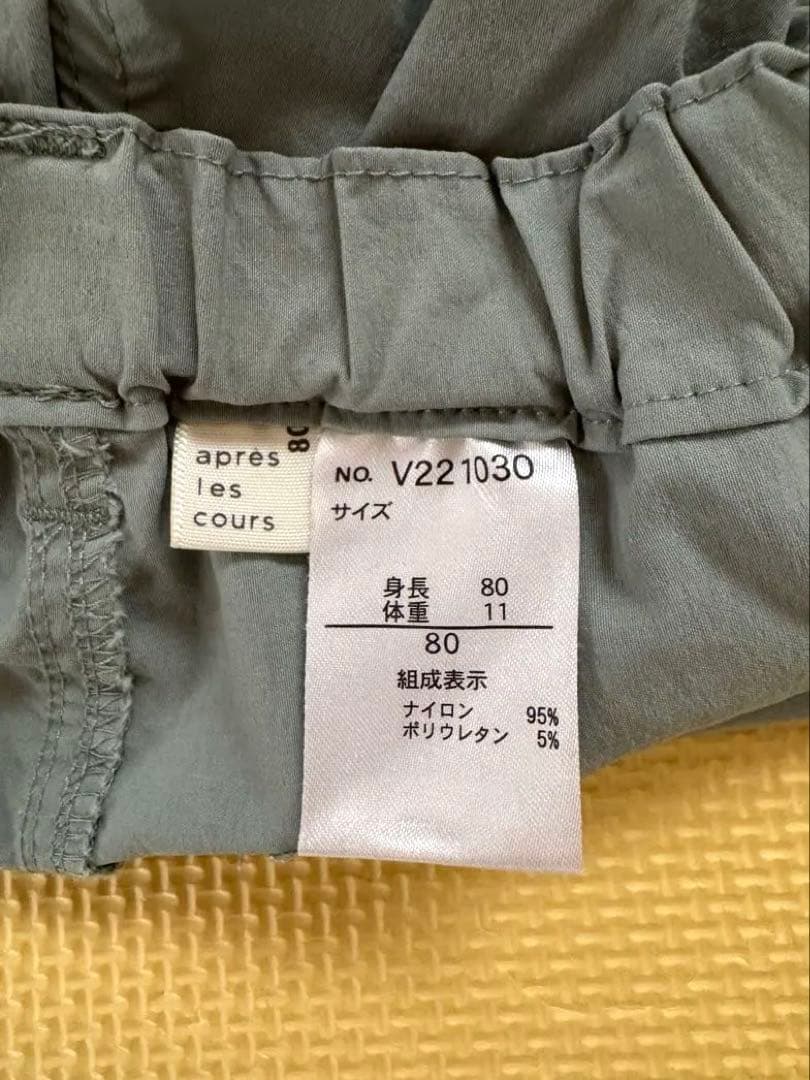 après
les
cours
80
NO. V221030
サイズ
身長 80
体重 11
80
組成表示
ナイロン 95%
ポリウレタン 5%